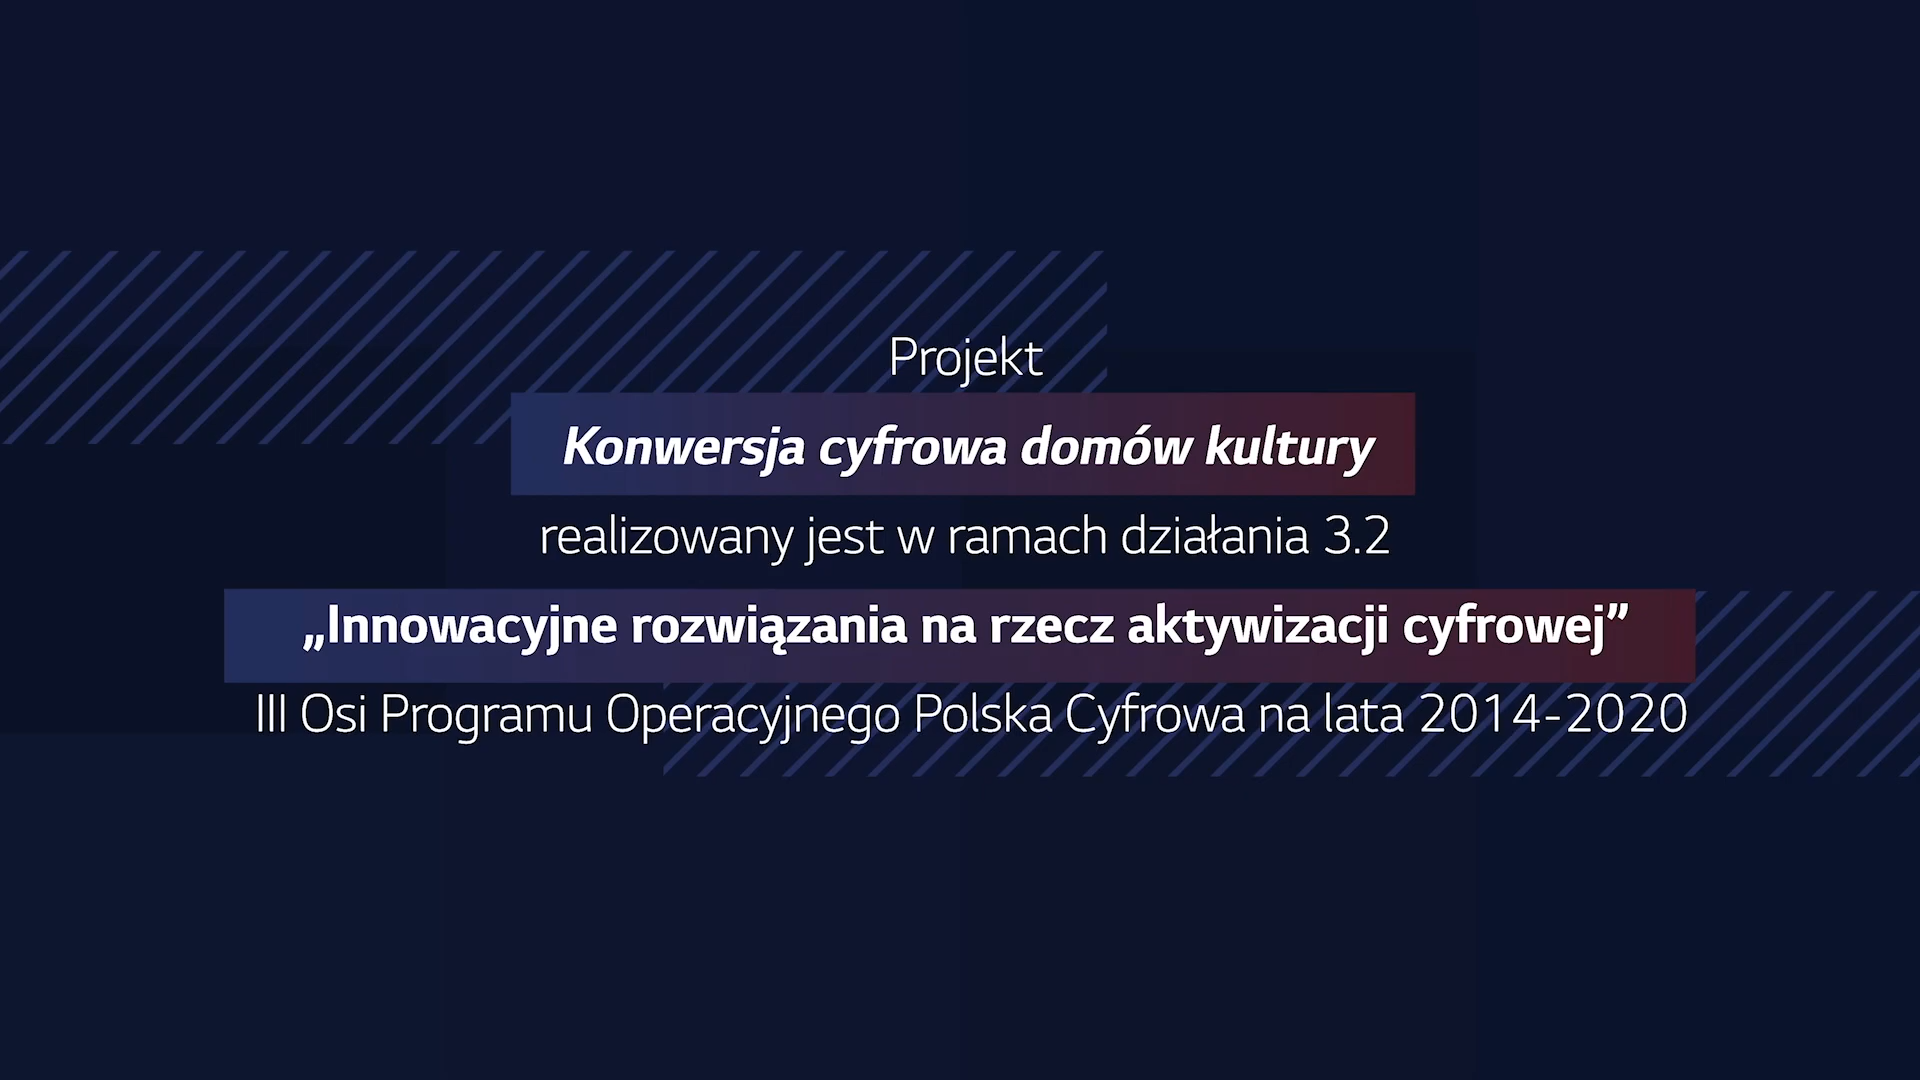 Projekt
Konwersja cyfrowa domów kultury
realizowany jest w ramach działania 3.2
„Innowacyjne rozwiązania na rzecz aktywizacji cyfrowej”
III Osi Programu Operacyjnego Polska Cyfrowa na lata 2014-2020